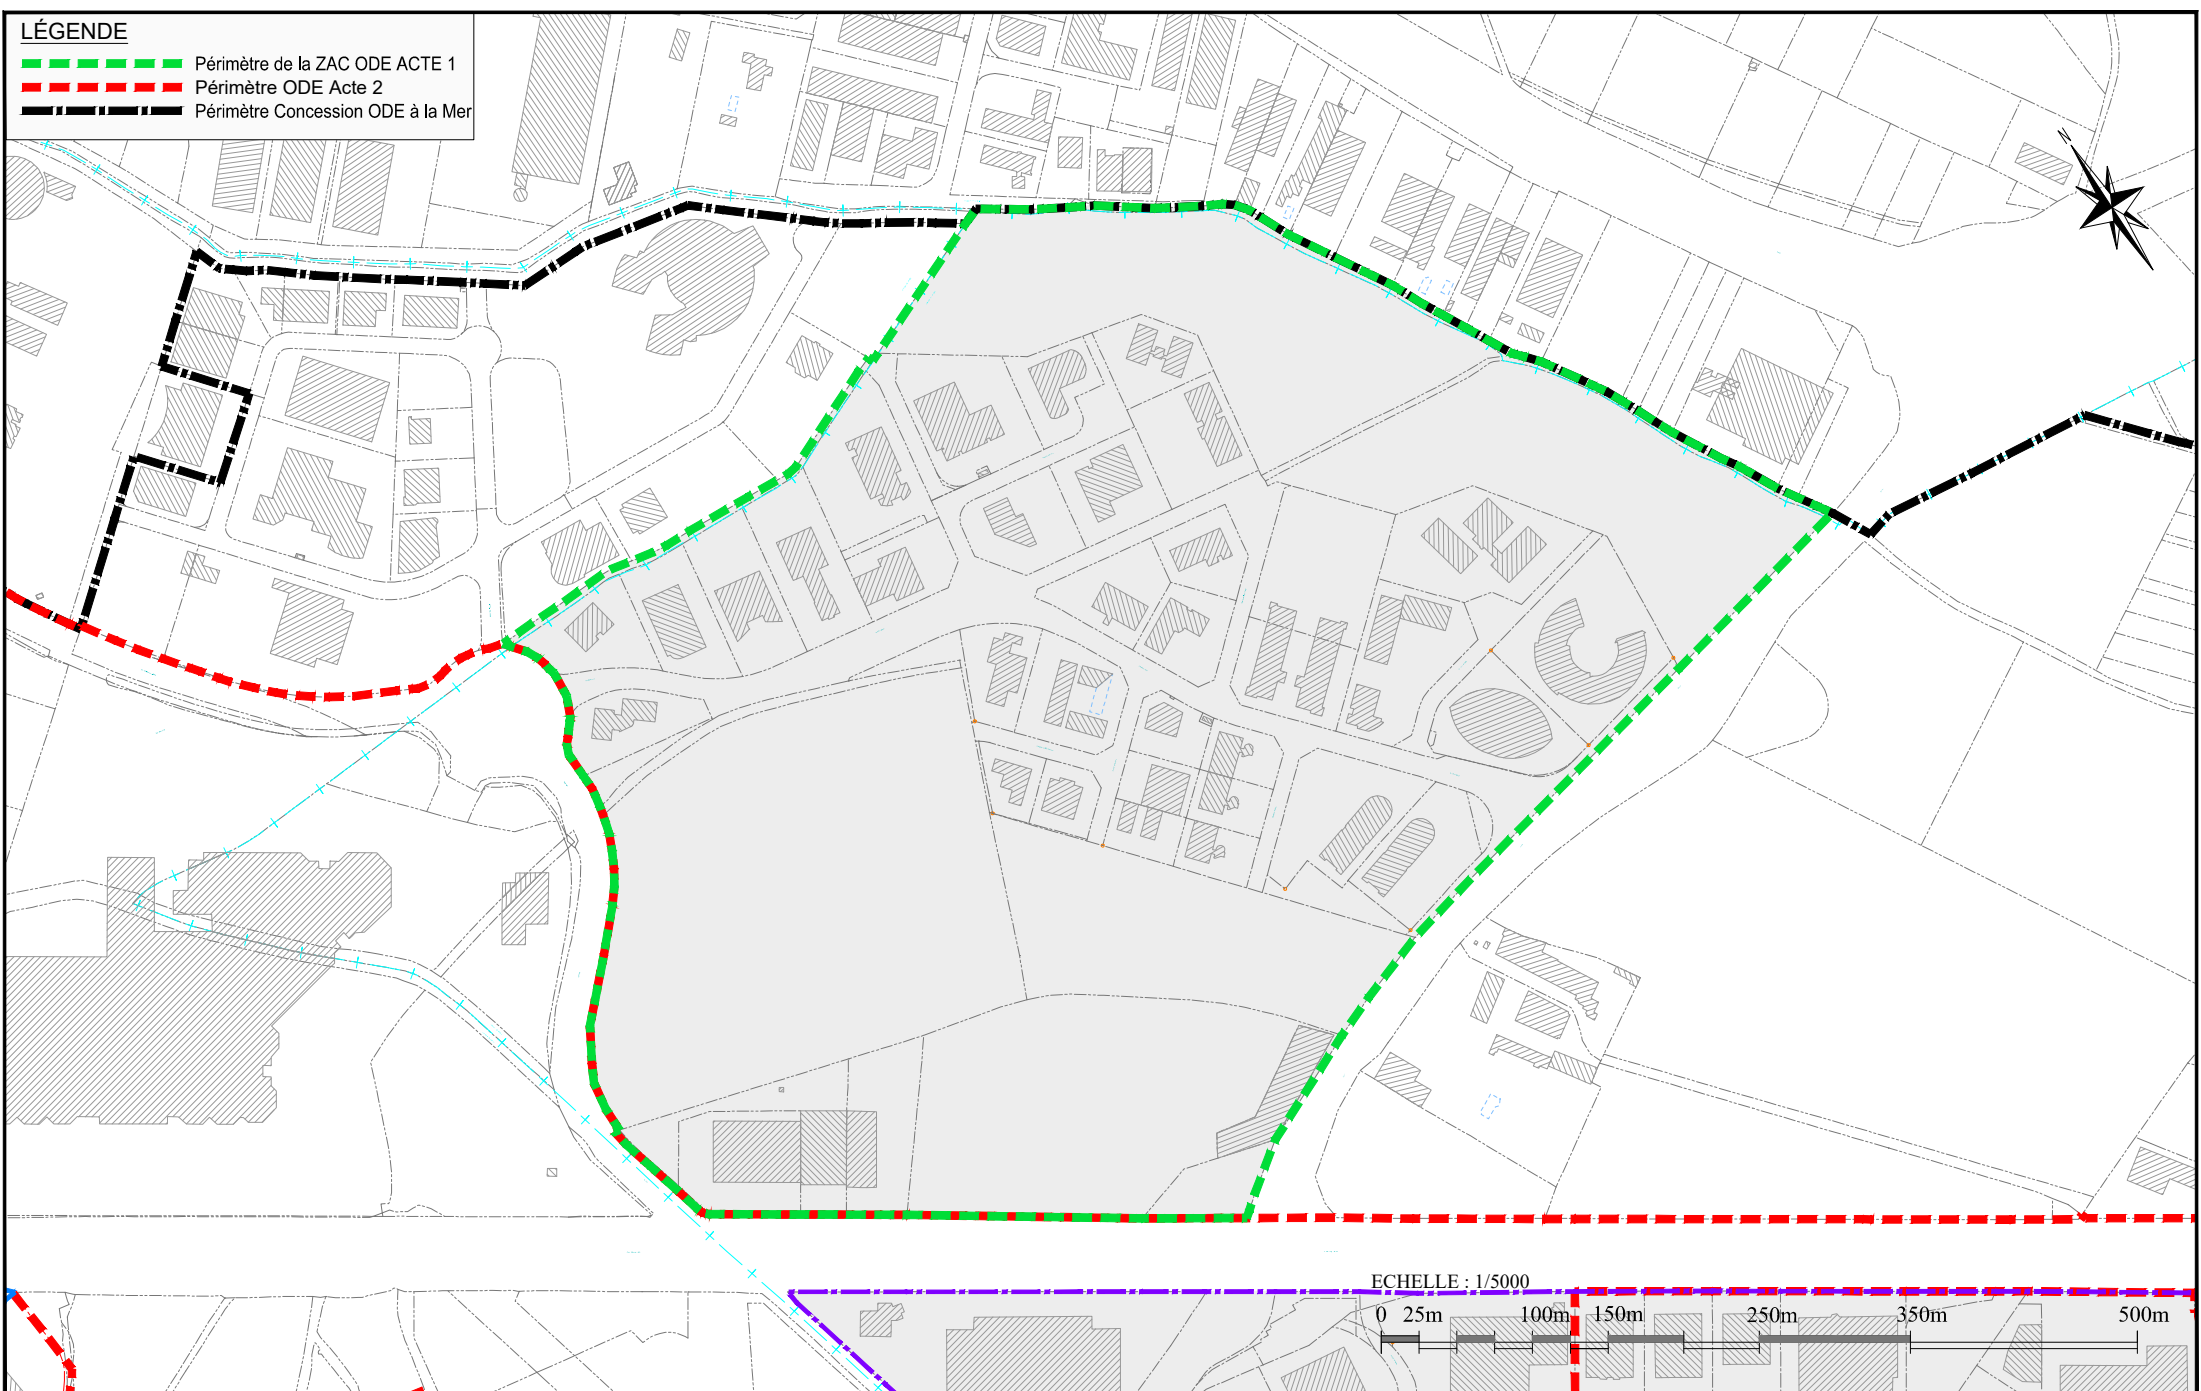 LÉGENDE
Périmètre de la ZAC ODE ACTE 1
Périmètre ODE Acte 2
Périmètre Concession ODE à la Mer
ECHELLE : 1/5000
0 25m 100m 150m 250m 350m 500m